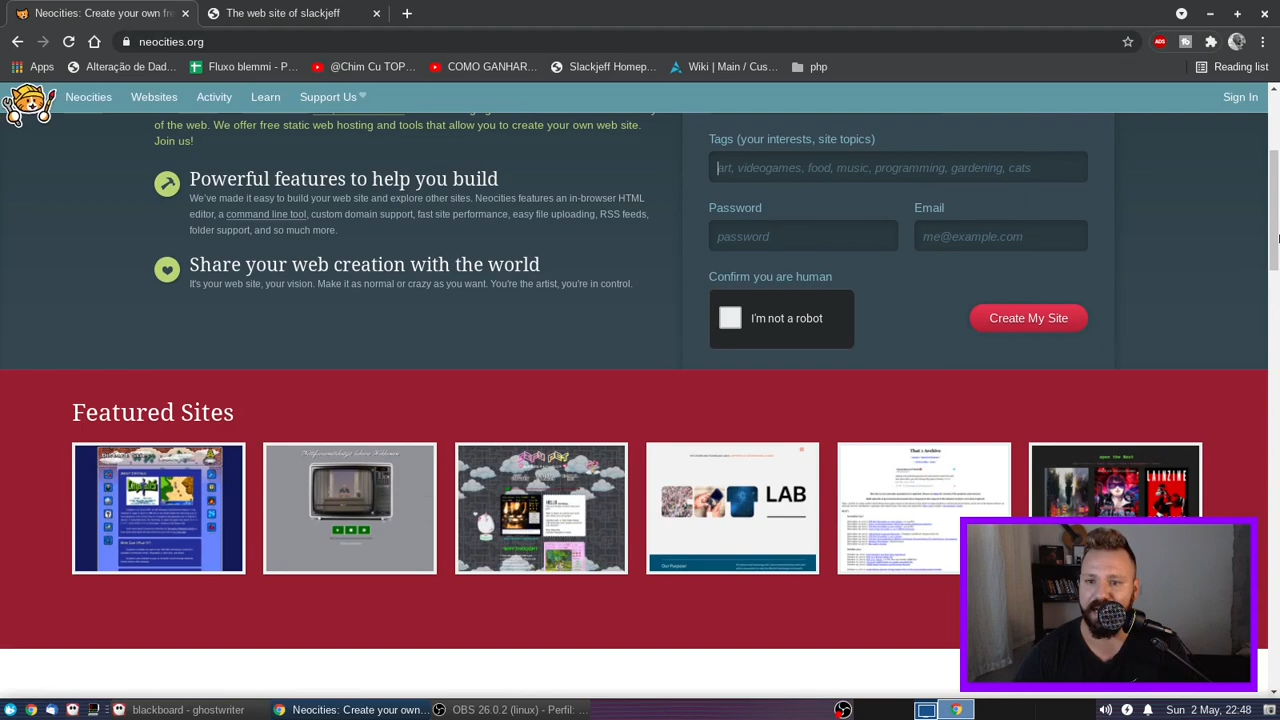 Neocities: Create your own fr
The web site of slackjeff
neocities.org
Apps
Alteração de Dad...
Fluxo blemmi - P...
@Chim Cu TOP...
COMO GANHAR...
Slackjeff Homep...
Wiki | Main / Cus...
php
Reading list
Neocities
Websites
Activity
Learn
Support Us
Sign In
of the web. We offer free static web hosting and tools that allow you to create your own web site.
Join us!
Powerful features to help you build
We've made it easy to build your web site and explore other sites. Neocities features an in-browser HTML
editor, a command line tool, custom domain support, fast site performance, easy file uploading, RSS feeds,
folder support, and so much more.
Share your web creation with the world
It's your web site, your vision. Make it as normal or crazy as you want. You're the artist, you're in control.
Tags (your interests, site topics)
art, videogames, food, music, programming, gardening, cats
Password
Email
password
me@example.com
Confirm you are human
I'm not a robot
Create My Site
Featured Sites
LAB
Our Purpose
That's Archive
open the Next
blackboard - ghostwriter
Neocities: Create your own...
OBS 26.0.2 (linux) - Perfil: ...
Sun 2 May, 22:48